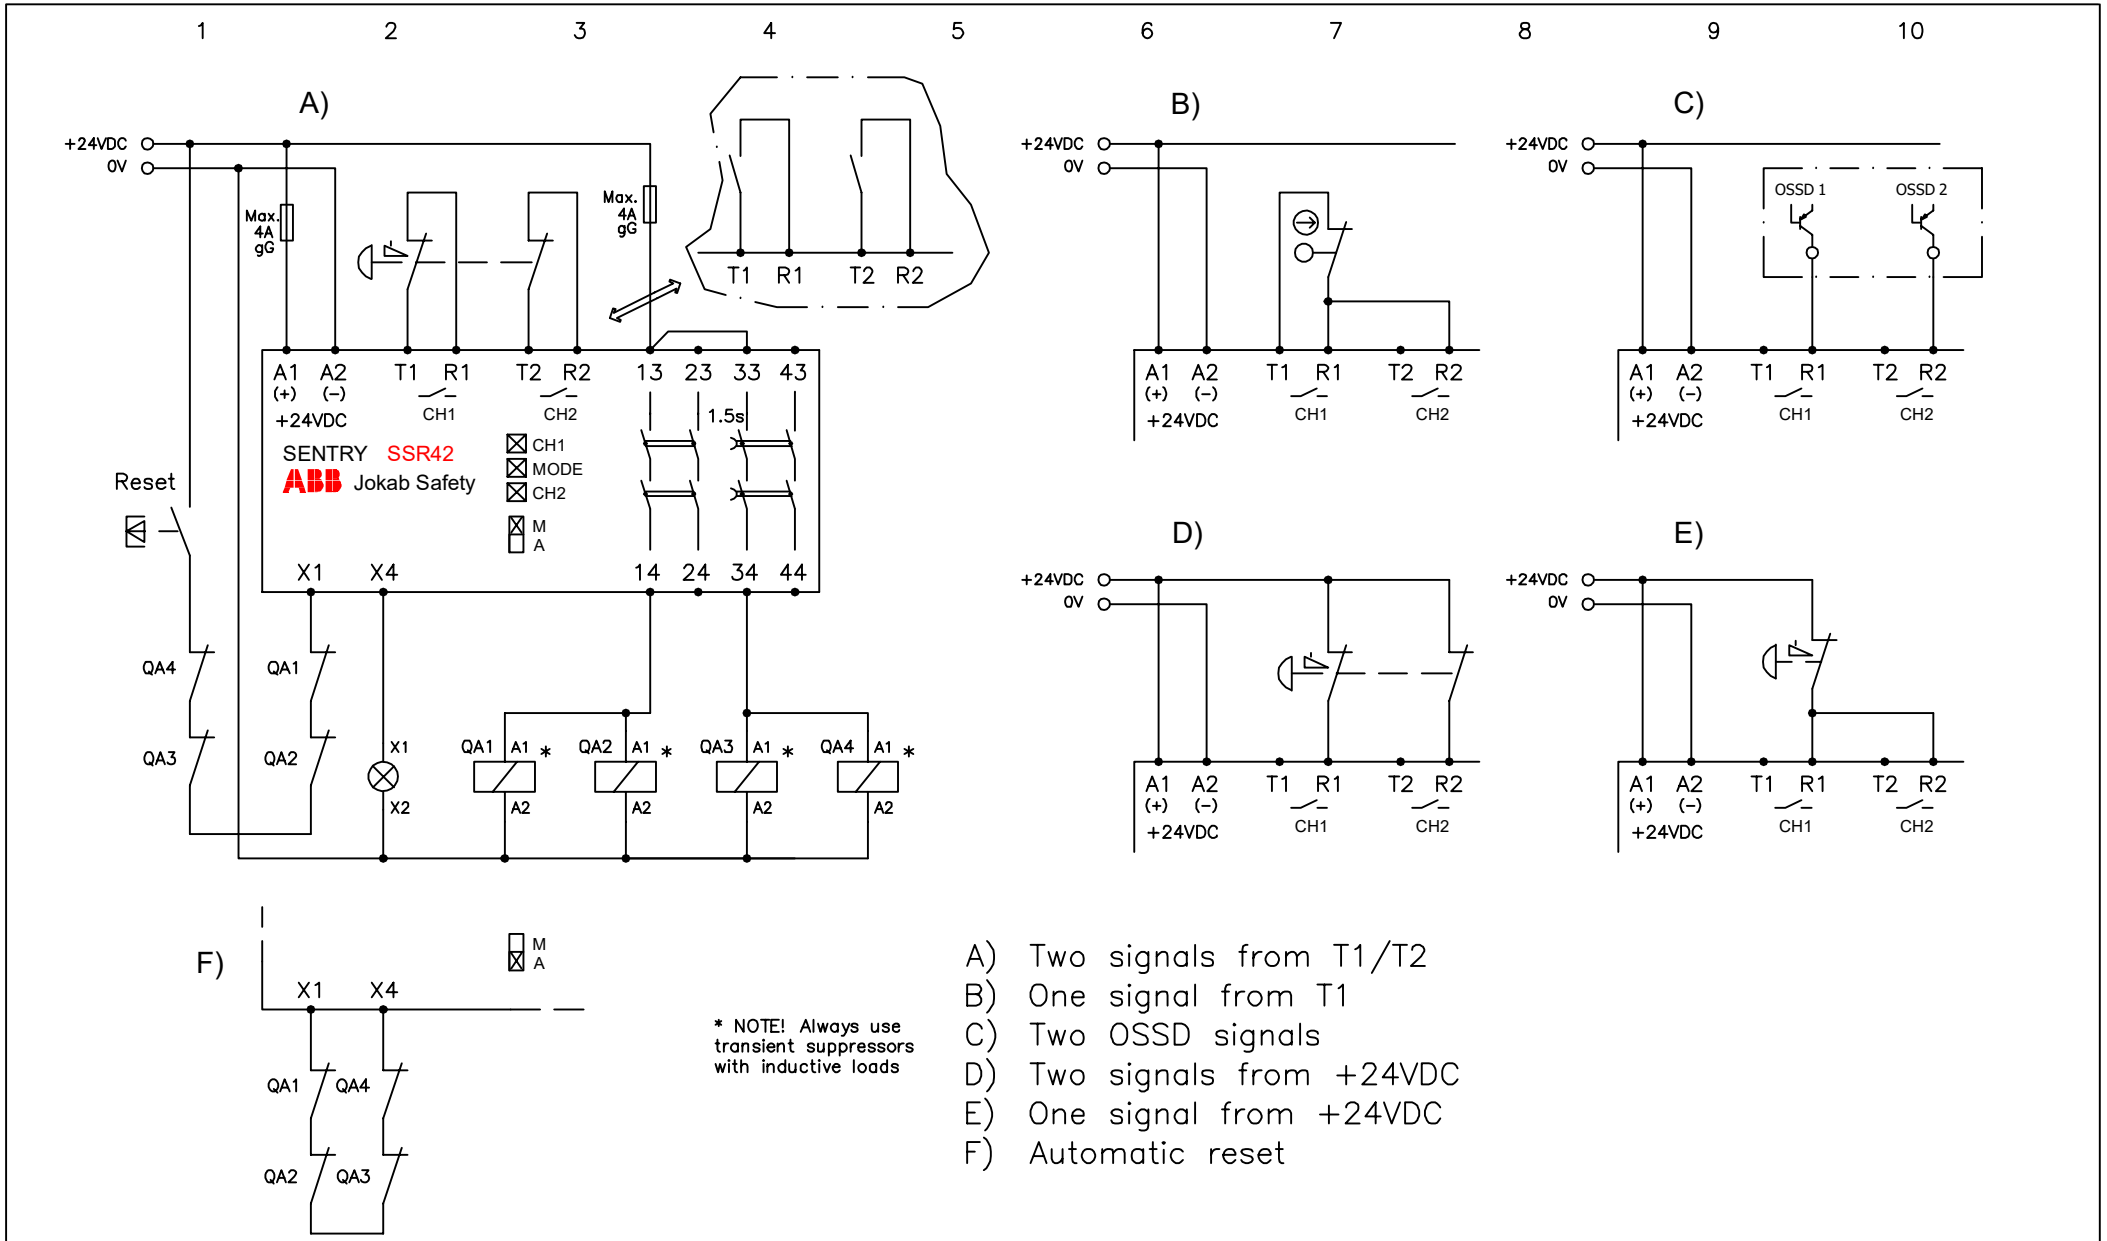 1 2 3 4 5 6 7 8 9 10
A)
+24VDC
0V
Max.
4A
gG
Max.
4A
gG
T1 R1 T2 R2
A1 A2 T1 R1 T2 R2 13 23 33 43
(+) (-) CH1 CH2
+24VDC
1.5s
SENTRY SSR42
ABB Jokab Safety
CH1
MODE
CH2
M
A
X1 X4 14 24 34 44
Reset
QA4 QA1
QA3 QA2
X1
X2
QA1 A1 * QA2 A1 * QA3 A1 * QA4 A1 *
A2 A2 A2 A2
B)
+24VDC
0V
A1 A2 T1 R1 T2 R2
(+) (-) CH1 CH2
+24VDC
C)
+24VDC
0V
OSSD 1 OSSD 2
A1 A2 T1 R1 T2 R2
(+) (-) CH1 CH2
+24VDC
D)
+24VDC
0V
A1 A2 T1 R1 T2 R2
(+) (-) CH1 CH2
+24VDC
E)
+24VDC
0V
A1 A2 T1 R1 T2 R2
(+) (-) CH1 CH2
+24VDC
F)
M
A
X1 X4
QA1 QA4
QA2 QA3
* NOTE! Always use
transient suppressors
with inductive loads
A) Two signals from T1/T2
B) One signal from T1
C) Two OSSD signals
D) Two signals from +24VDC
E) One signal from +24VDC
F) Automatic reset